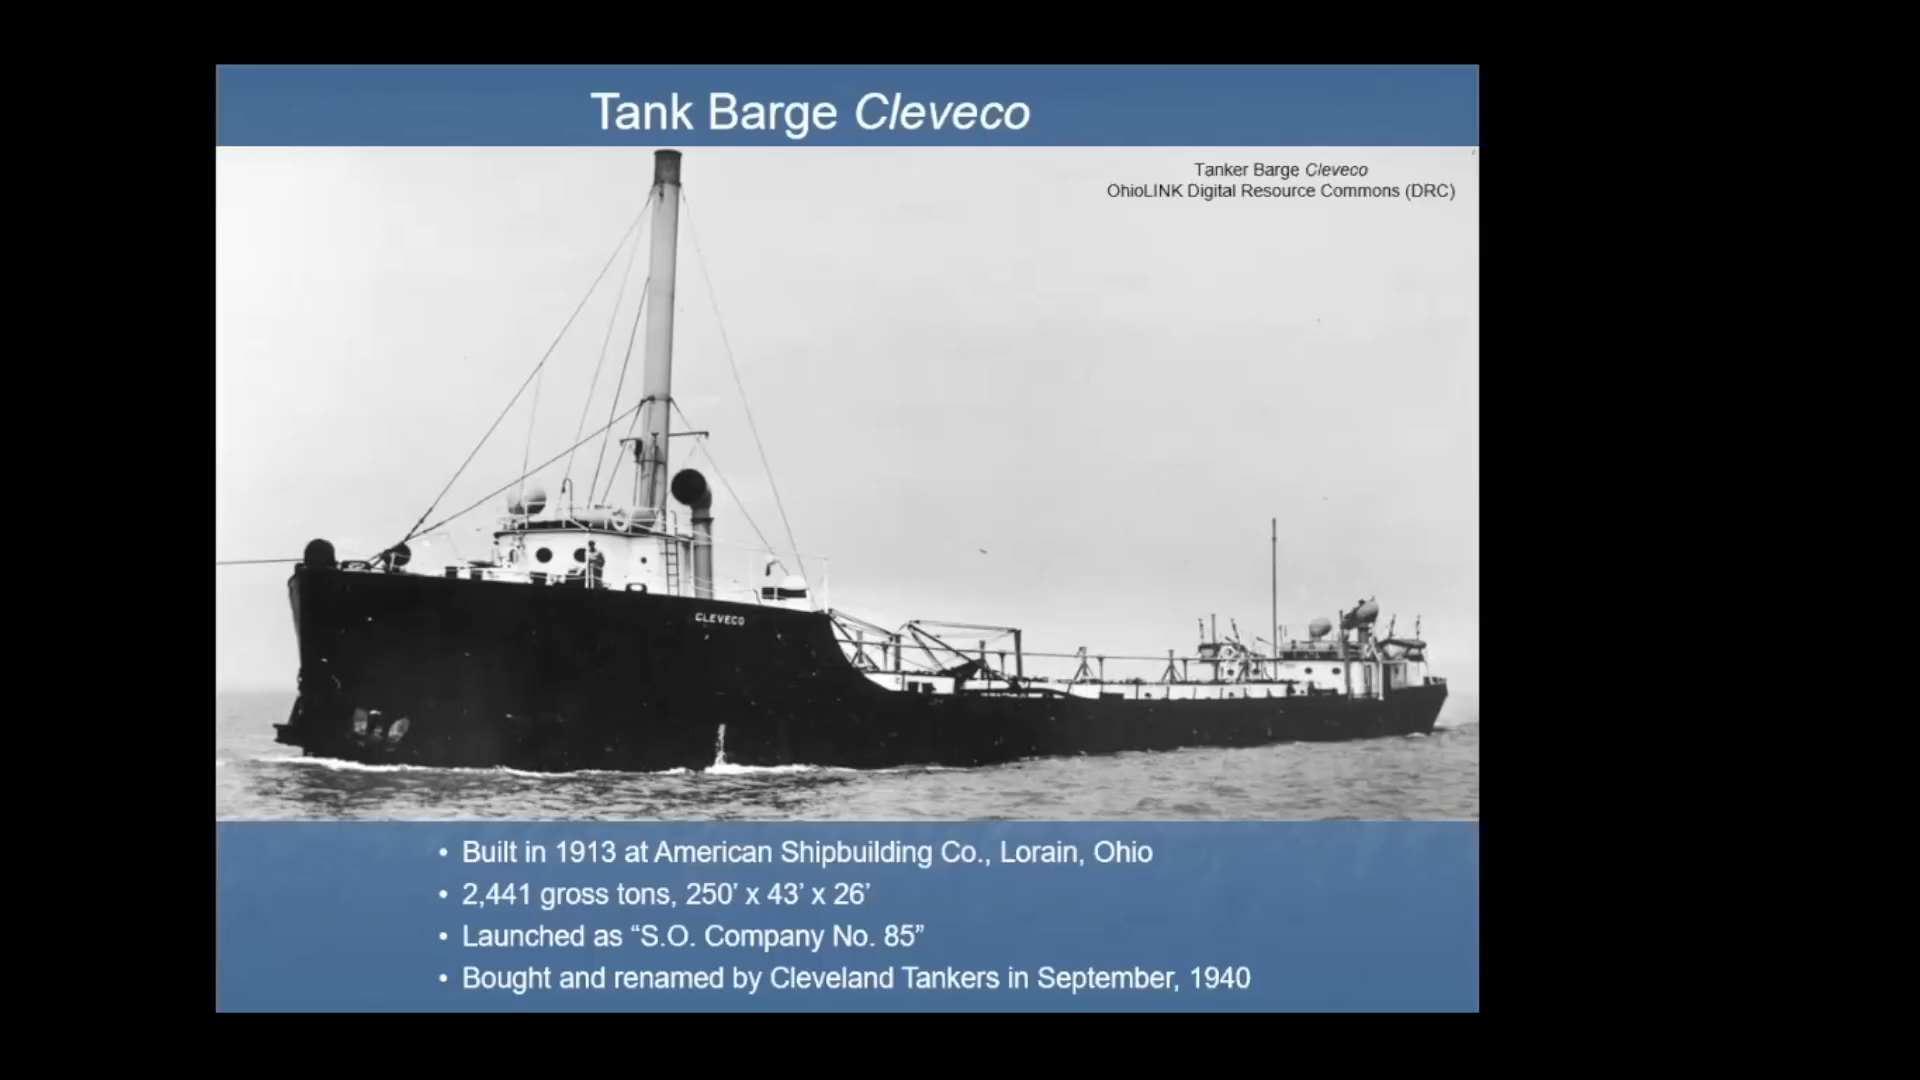 Tank Barge Cleveco
Tanker Barge Cleveco
OhioLINK Digital Resource Commons (DRC)
CLEVECO
• Built in 1913 at American Shipbuilding Co., Lorain, Ohio
• 2,441 gross tons, 250’ x 43’ x 26’
• Launched as “S.O. Company No. 85”
• Bought and renamed by Cleveland Tankers in September, 1940